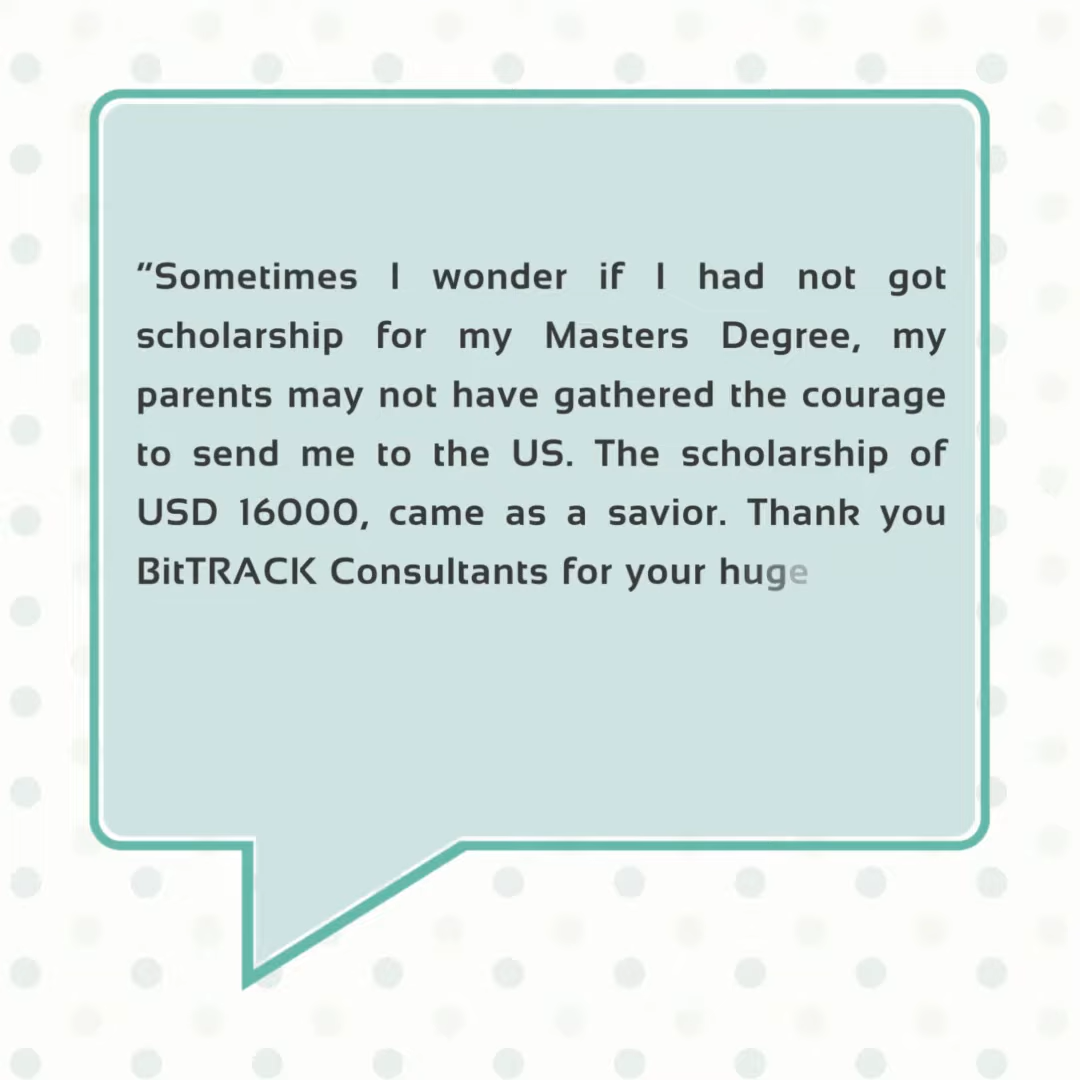 “Sometimes I wonder if I had not got
scholarship for my Masters Degree, my
parents may not have gathered the courage
to send me to the US. The scholarship of
USD 16000, came as a savior. Thank you
BitTRACK Consultants for your huge